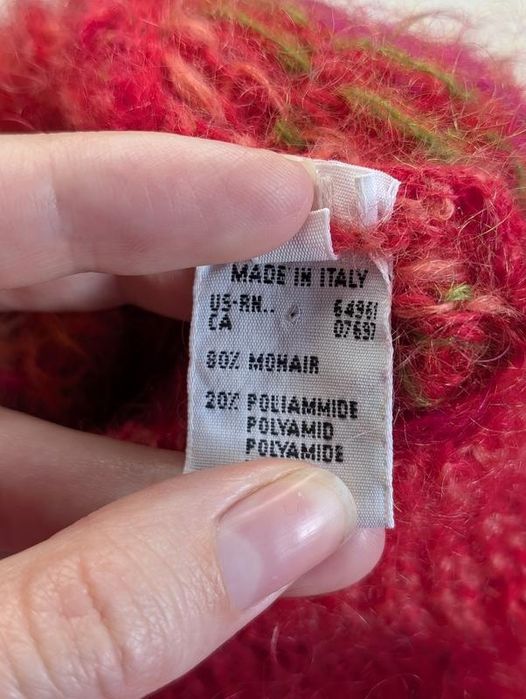 MADE IN ITALY
US-RN.. 64961
CA 07697
80% MOHAIR
20% POLIAMMIDE
POLYAMID
POLYAMIDE